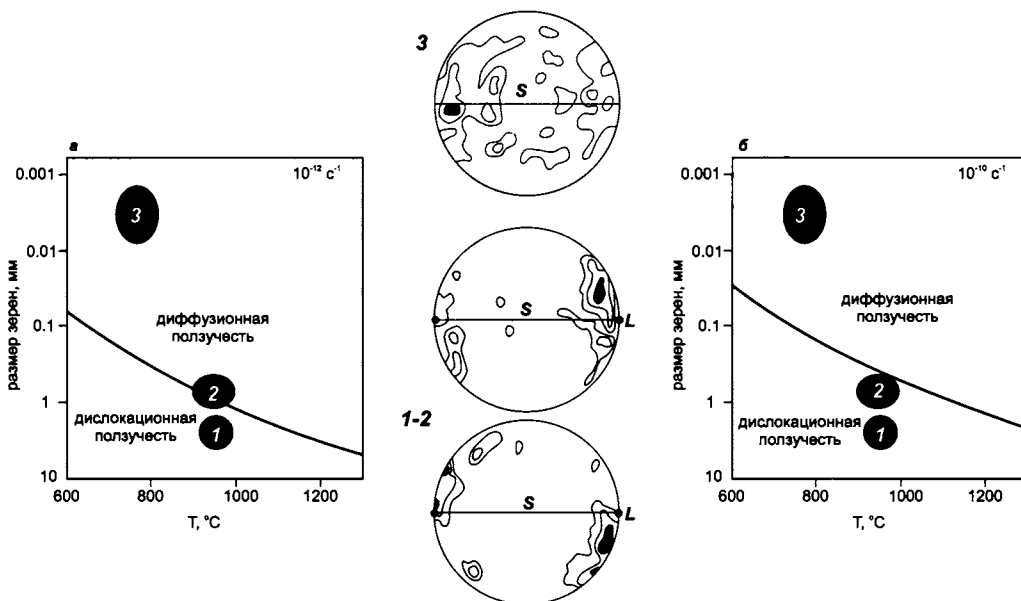 а
10⁻¹² с⁻¹
размер зерен, мм
0.001
0.01
0.1
1
10
3
диффузионная
ползучесть
2
дислокационная
ползучесть
1
600
800
1000
1200
T, °C
3
S
S
L
1-2
S
L
б
10⁻¹⁰ с⁻¹
размер зерен, мм
0.001
0.01
0.1
1
10
3
диффузионная
ползучесть
2
дислокационная
ползучесть
1
600
800
1000
1200
T, °C